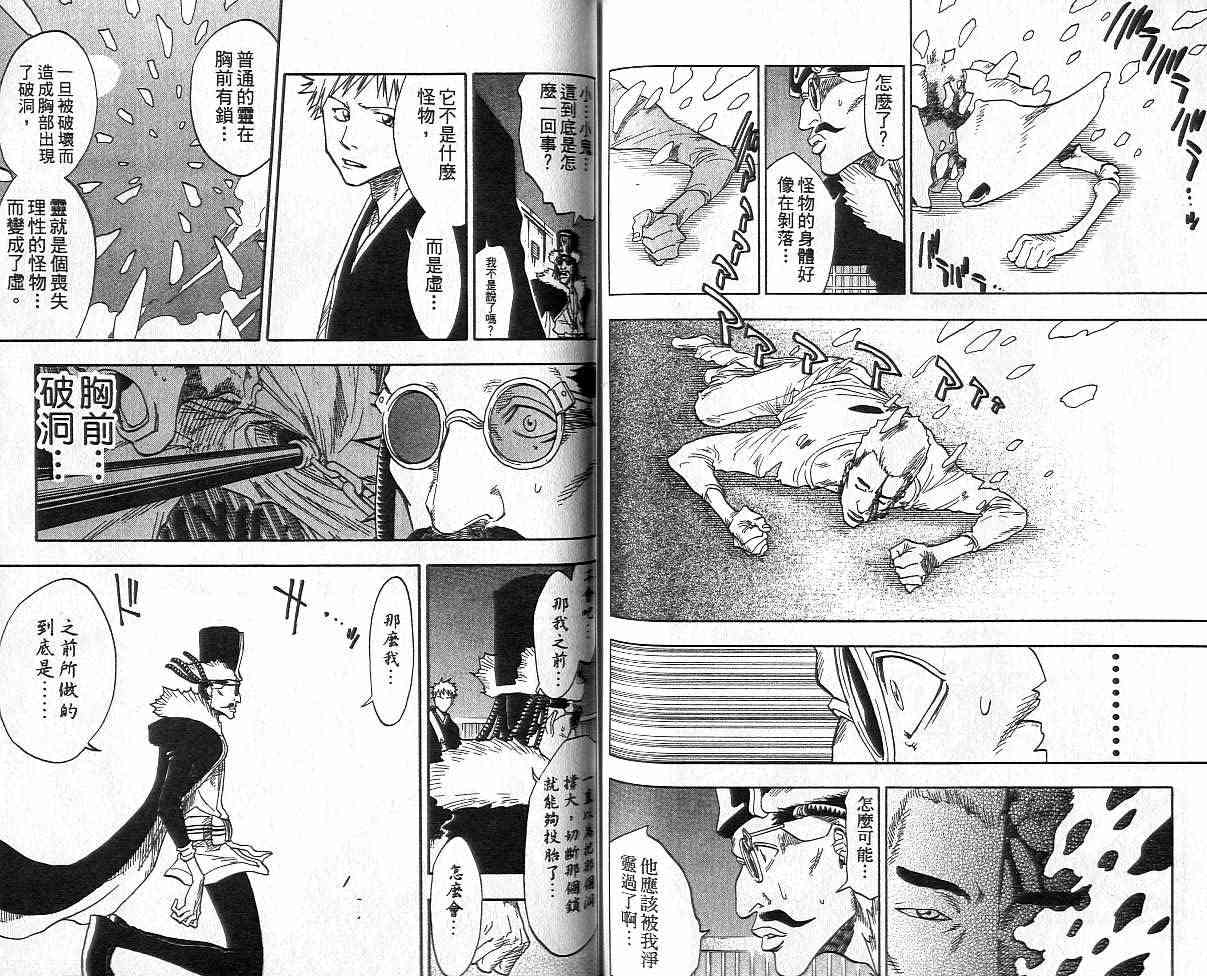 怎麼了?
怪物的身體好
像在剝落…
怎麼可能…
他應該被我淨
靈過了啊…
小…小鬼…
這到底是怎
麼一回事?
我不是說了嗎?
它不是什麼
怪物，
而是虛…
普通的靈在
胸前有鎖…
一旦被破壞而
造成胸部出現
了破洞，
靈就是個喪失
理性的怪物…
而變成了虛。
胸前
破洞……
不會吧…
那我之前
一直以為把那個洞
撐大，切斷那個鎖
就能夠投胎了…
怎麼會…
那麼我…
之前所做的
到底是……